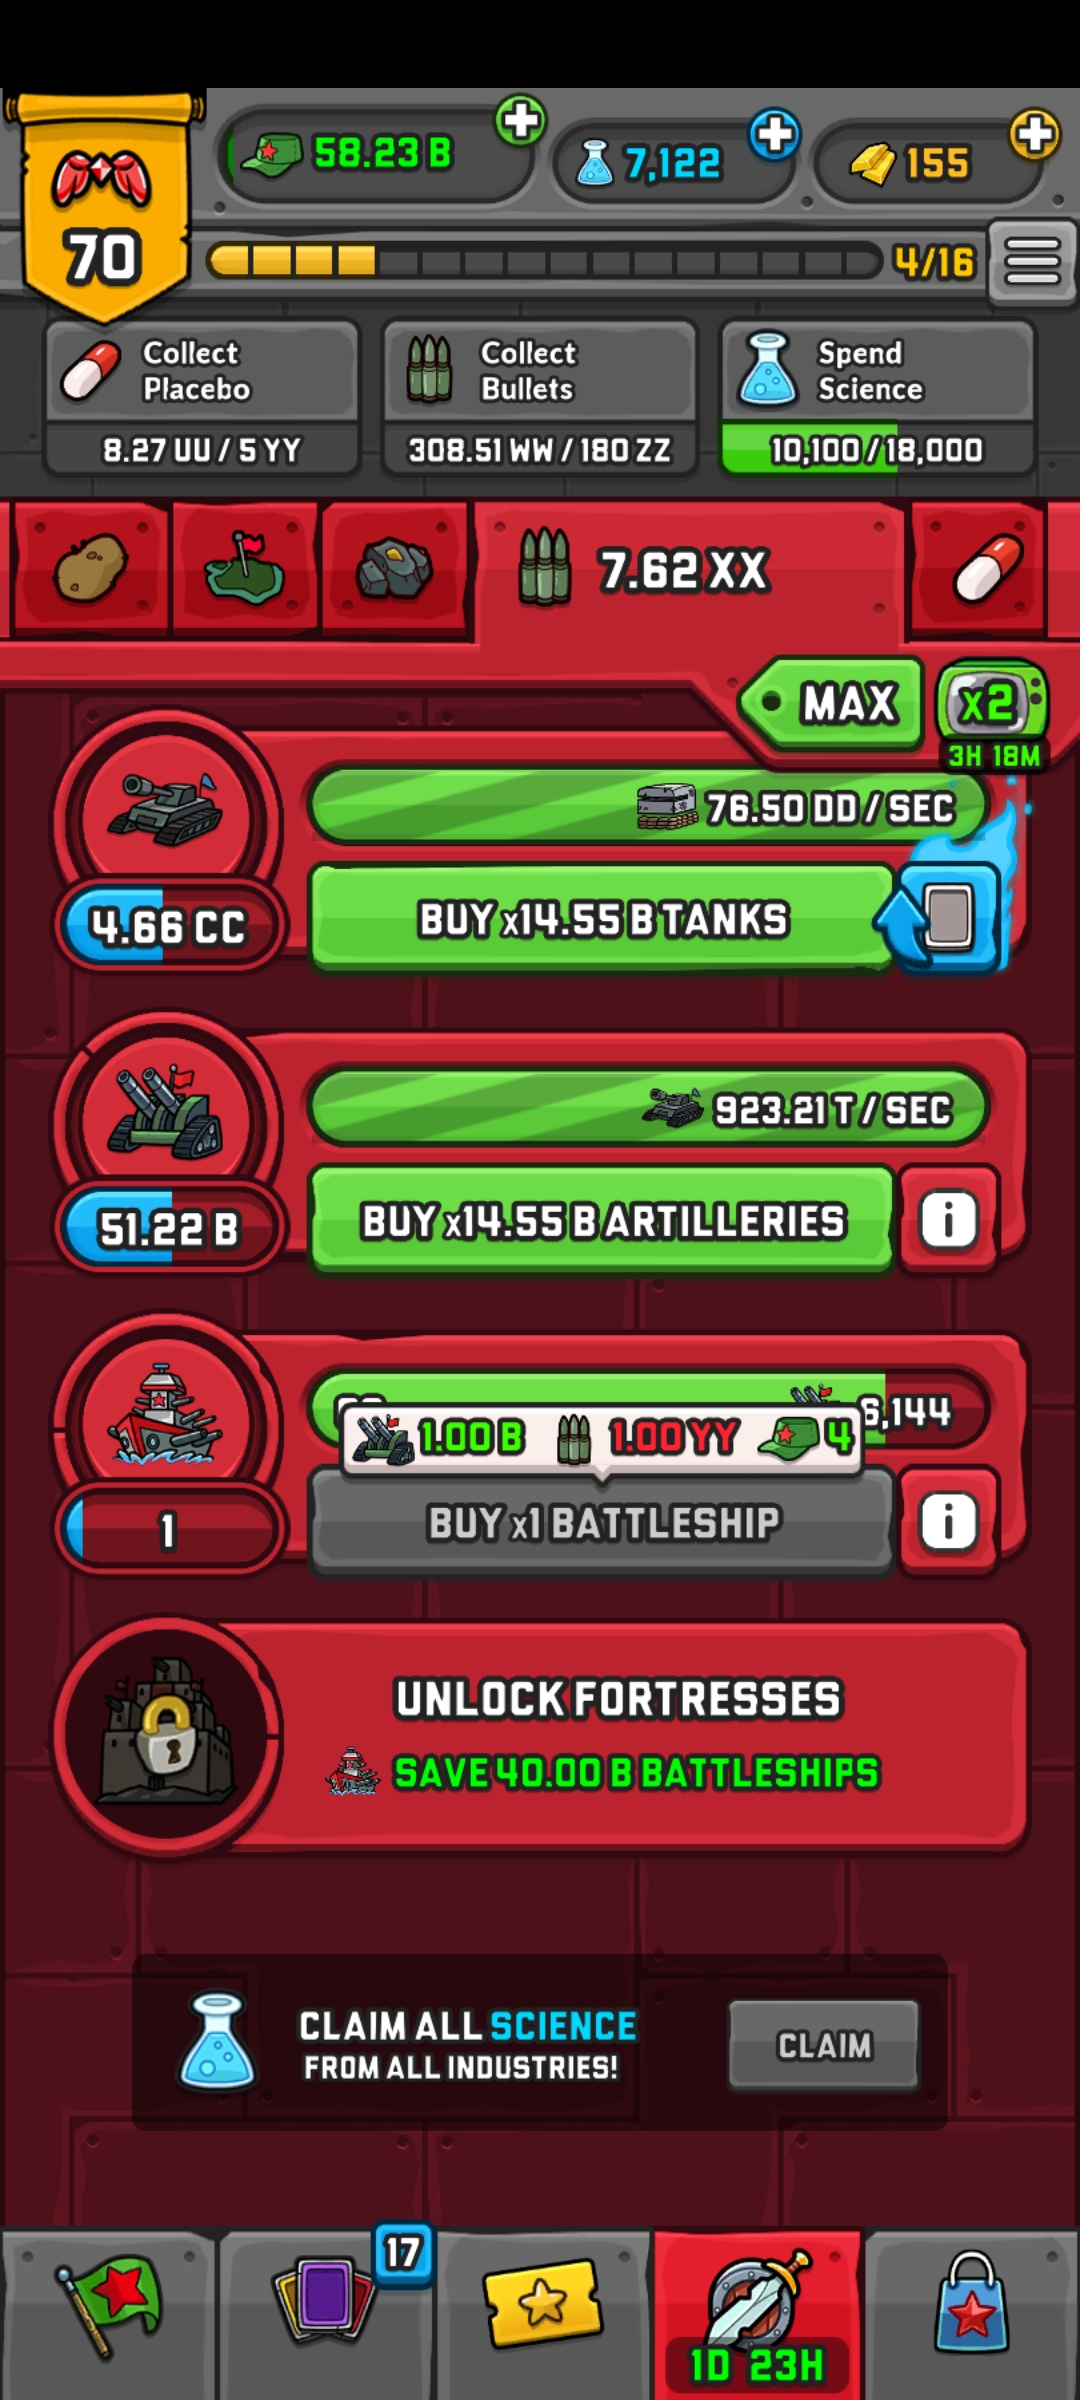 70
58.23 B
7,122
155
4/16
Collect
Placebo
8.27 UU / 5 YY
Collect
Bullets
308.51 WW / 180 ZZ
Spend
Science
10,100 / 18,000
7.62 XX
MAX
x2
3H 18M
76.50 DD / SEC
4.66 CC
BUY x14.55 B TANKS
923.21 T / SEC
51.22 B
BUY x14.55 B ARTILLERIES
i
6,144
1.00 B
1.00 YY
4
1
BUY x1 BATTLESHIP
i
UNLOCK FORTRESSES
SAVE 40.00 B BATTLESHIPS
CLAIM ALL SCIENCE
FROM ALL INDUSTRIES!
CLAIM
17
1D 23H